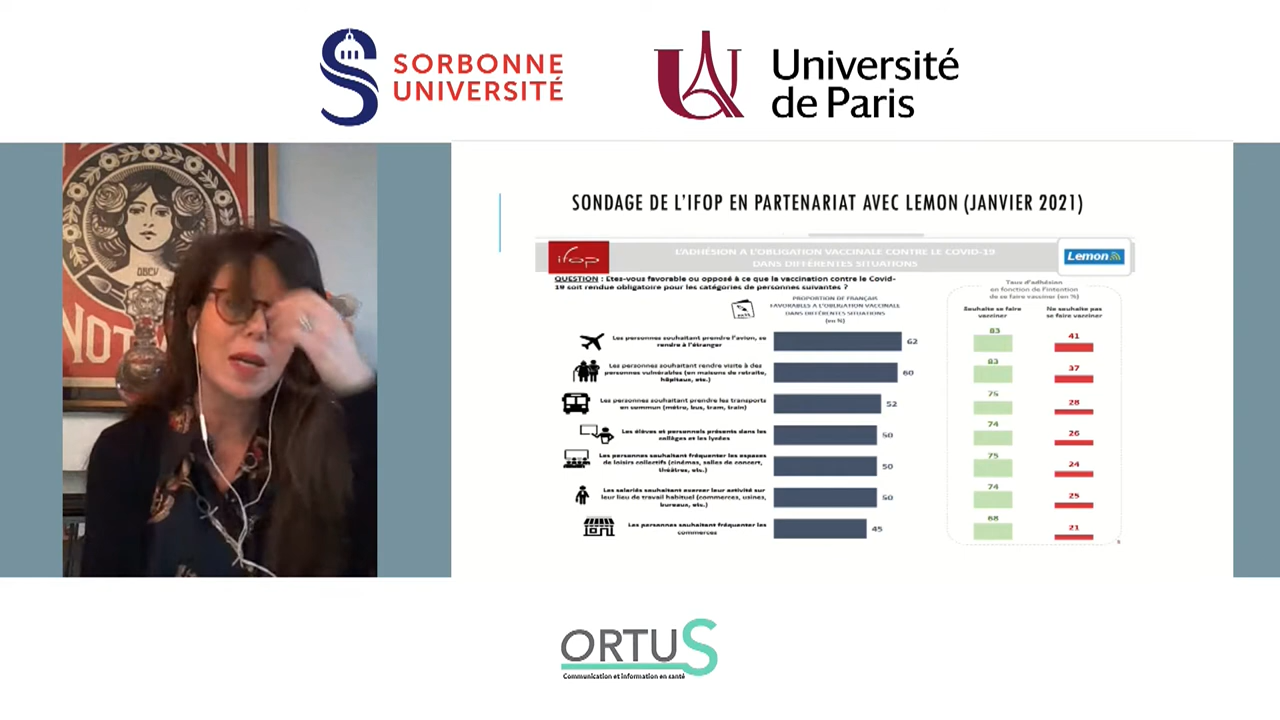 SORBONNE
UNIVERSITÉ
Université
de Paris
OBEY
NOT
SONDAGE DE L'IFOP EN PARTENARIAT AVEC LEMON (JANVIER 2021)
ifop
L'ADHÉSION A L'OBLIGATION VACCINALE CONTRE LE COVID-19
DANS DIFFÉRENTES SITUATIONS
Lemon
QUESTION : Etes-vous favorable ou opposé à ce que la vaccination contre le Covid-
19 soit rendue obligatoire pour les catégories de personnes suivantes ?
PROPORTION DE FRANÇAIS
FAVORABLES A L'OBLIGATION VACCINALE
DANS DIFFÉRENTES SITUATIONS
(en %)
Taux d'adhésion
en fonction de l'intention
de se faire vacciner (en %)
Souhaite se faire
vacciner
Ne souhaite pas
se faire vacciner
Les personnes souhaitant prendre l'avion, se
rendre à l'étranger
62
83
41
Les personnes souhaitant rendre visite à des
personnes vulnérables (en maisons de retraite,
hôpitaux, etc.)
60
83
37
Les personnes souhaitant prendre les transports
en commun (métro, bus, tram, train)
52
75
28
Les élèves et personnels présents dans les
collèges et les lycées
50
74
26
Les personnes souhaitant fréquenter les espaces
de loisirs collectifs (cinémas, salles de concert,
théâtres, etc.)
50
75
24
Les salariés souhaitant exercer leur activité sur
leur lieu de travail habituel (commerces, usines,
bureaux, etc.)
50
74
25
Les personnes souhaitant fréquenter les
commerces
45
68
21
ORTUS
Communication et information en santé